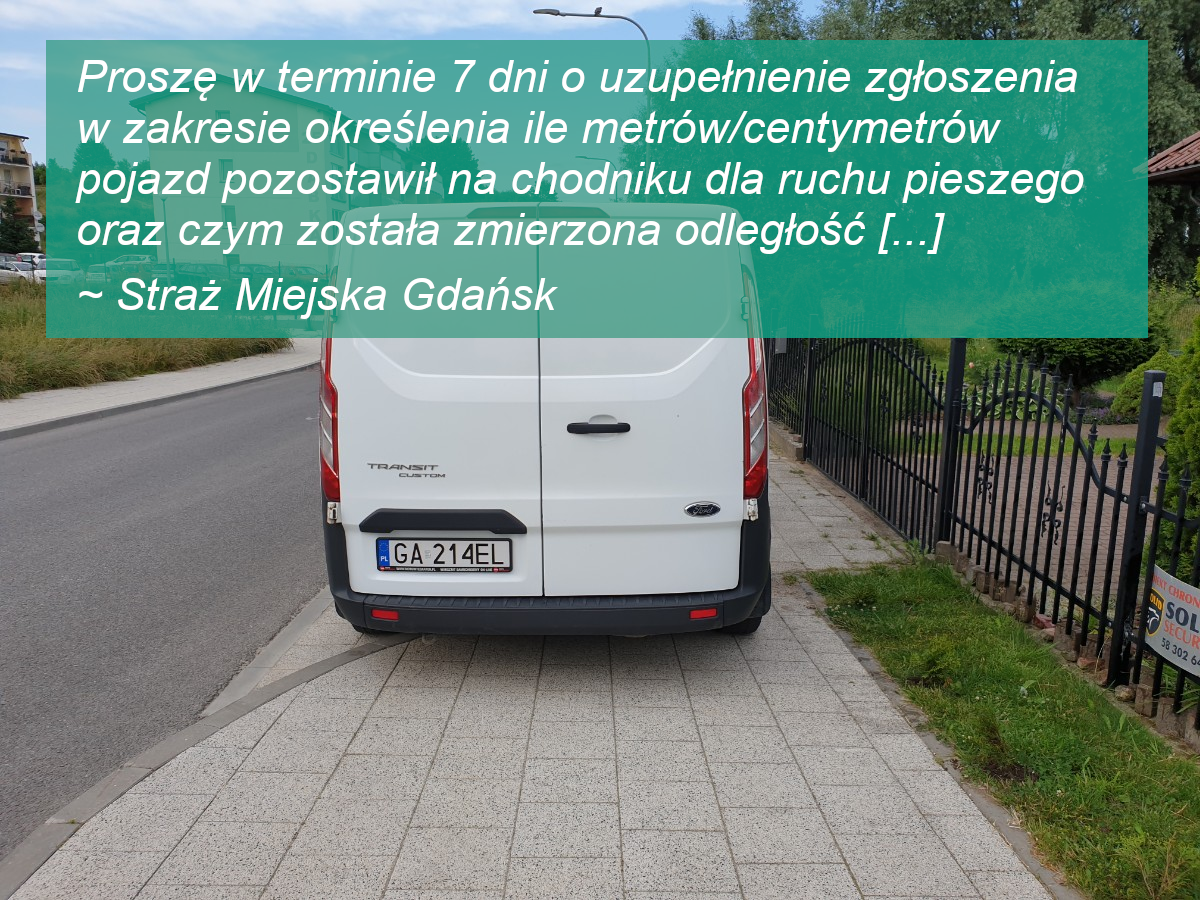 Proszę w terminie 7 dni o uzupełnienie zgłoszenia
w zakresie określenia ile metrów/centymetrów
pojazd pozostawił na chodniku dla ruchu pieszego
oraz czym została zmierzona odległość [...]
~ Straż Miejska Gdańsk
TRANSIT
CUSTOM
Ford
PL
GA 214EL
SOL
SECUR
58 302 64